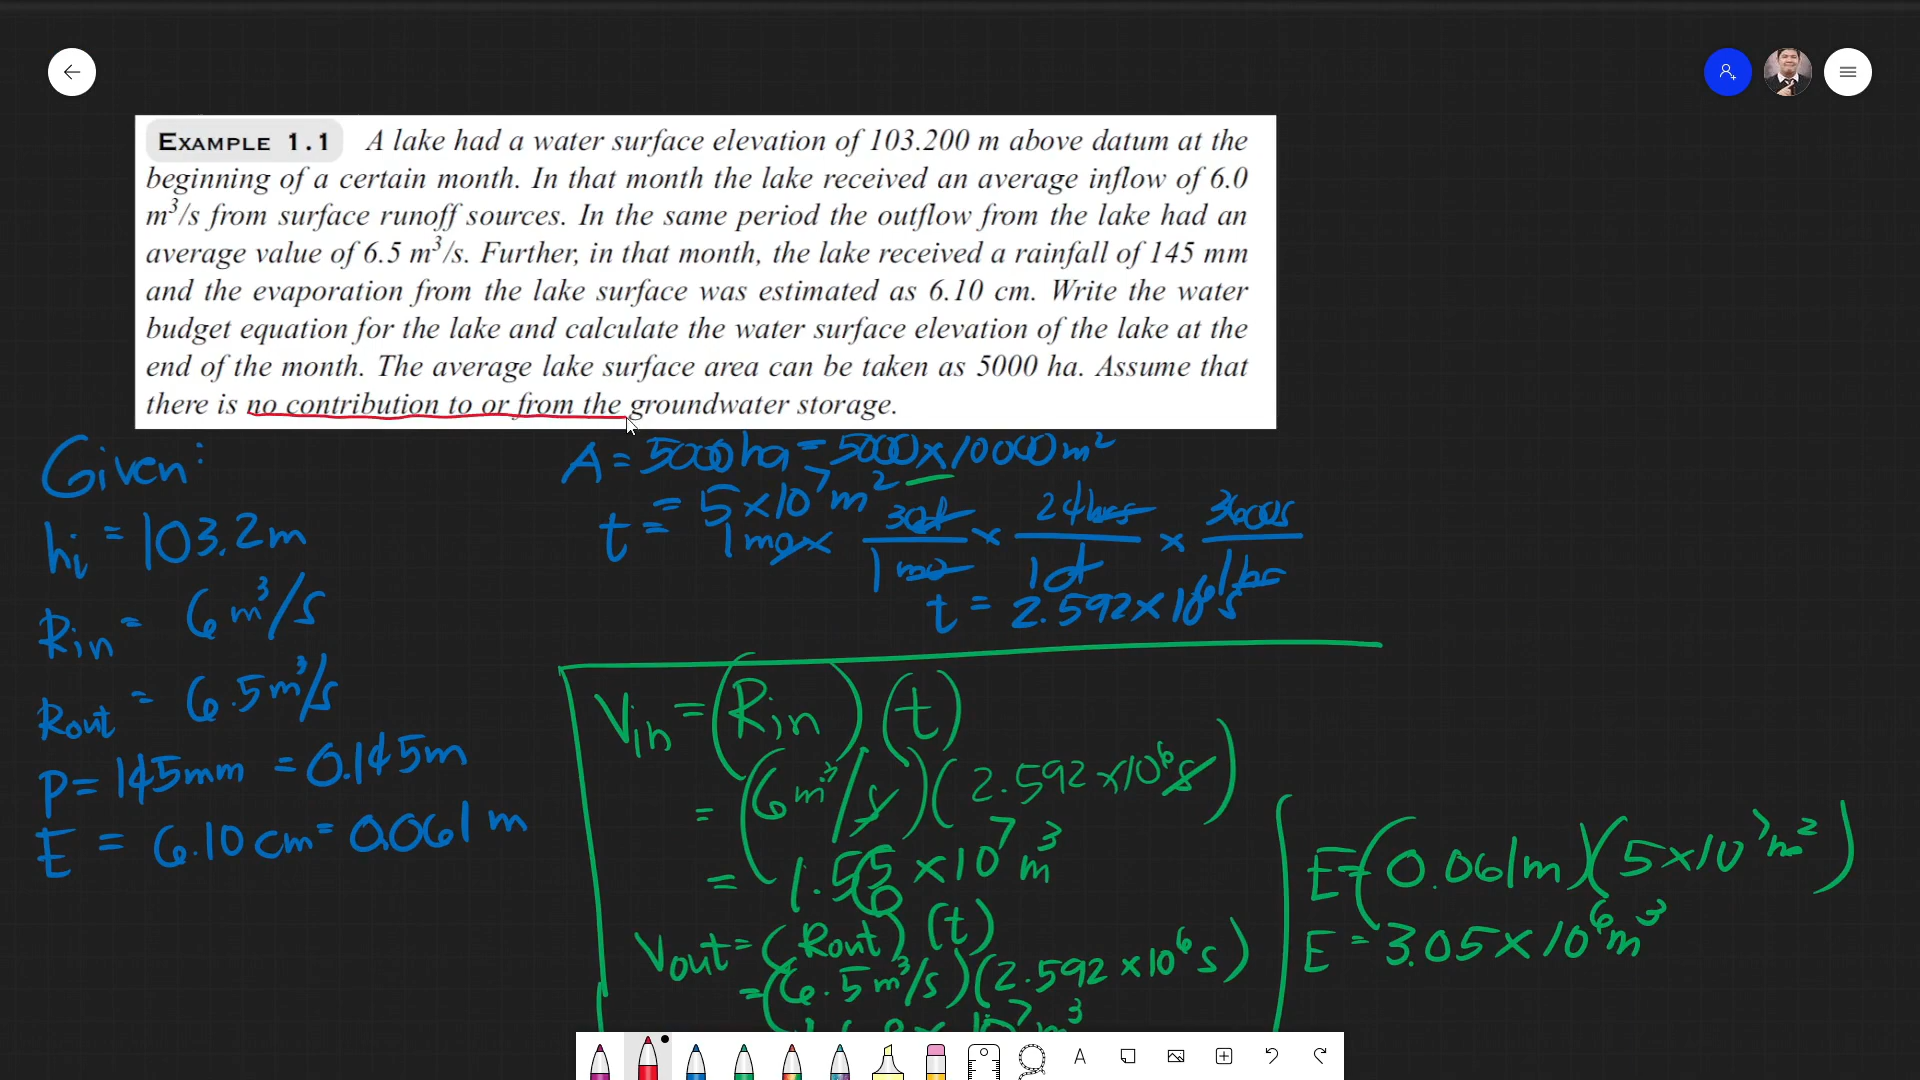 EXAMPLE 1.1 A lake had a water surface elevation of 103.200 m above datum at the
beginning of a certain month. In that month the lake received an average inflow of 6.0
m³/s from surface runoff sources. In the same period the outflow from the lake had an
average value of 6.5 m³/s. Further, in that month, the lake received a rainfall of 145 mm
and the evaporation from the lake surface was estimated as 6.10 cm. Write the water
budget equation for the lake and calculate the water surface elevation of the lake at the
end of the month. The average lake surface area can be taken as 5000 ha. Assume that
there is no contribution to or from the groundwater storage.
Given:
hi = 103.2m
Rin = 6 m³/s
Rout = 6.5 m³/s
P = 145mm = 0.145m
E = 6.10 cm = 0.061 m
A = 5000 ha = 5000 x 10000 m²
= 5 x 10⁷ m²
t = 1 mo x 30d/1 mo x 24hrs/1d x 3600s/1hr
t = 2.592 x 10⁶ s
Vin = (Rin) (t)
= (6 m³/s) (2.592 x 10⁶ s)
= 1.56 x 10⁷ m³
Vout = (Rout) (t)
= (6.5 m³/s) (2.592 x 10⁶ s)
E = (0.061m) (5 x 10⁷ m²)
E = 3.05 x 10⁶ m³
A